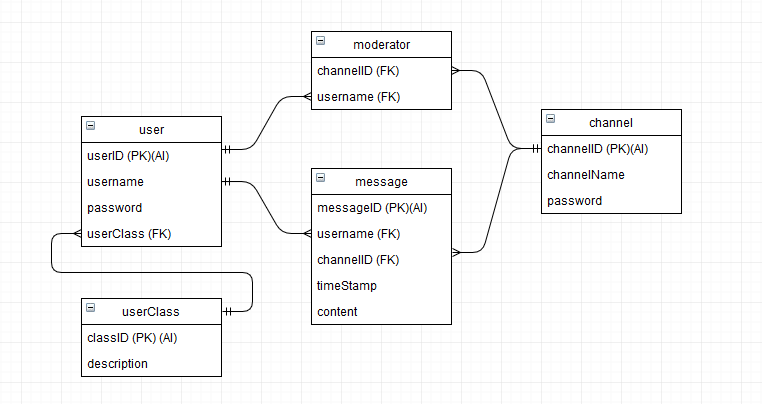 moderator
channelID (FK)
username (FK)
user
userID (PK)(AI)
username
password
userClass (FK)
channel
channelID (PK)(AI)
channelName
password
message
messageID (PK)(AI)
username (FK)
channelID (FK)
timeStamp
content
userClass
classID (PK) (AI)
description